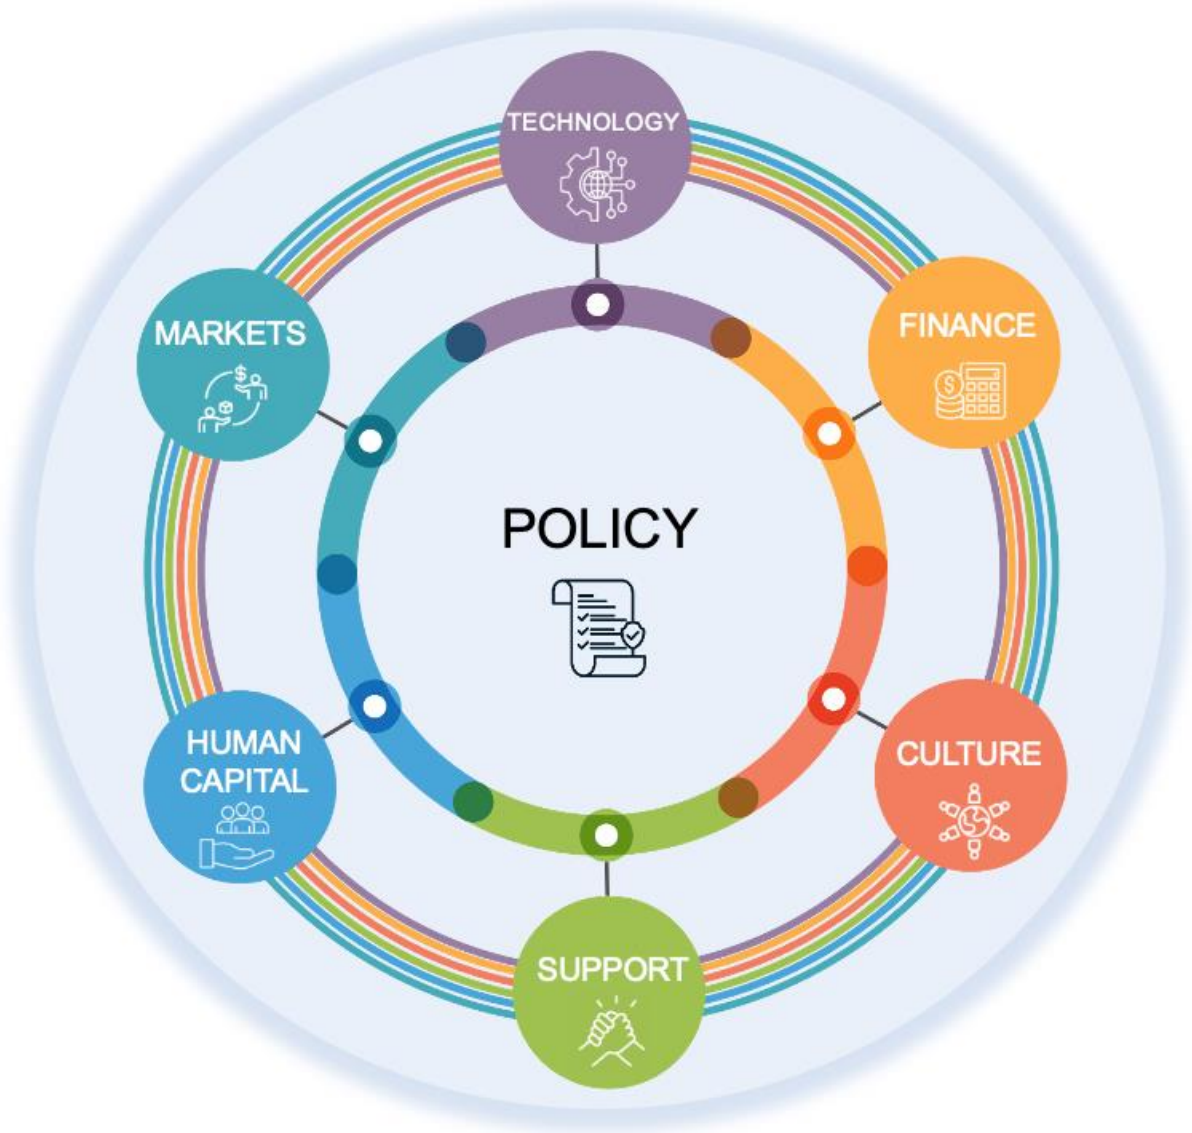 TECHNOLOGY
FINANCE
MARKETS
$
$
POLICY
HUMAN
CAPITAL
CULTURE
SUPPORT